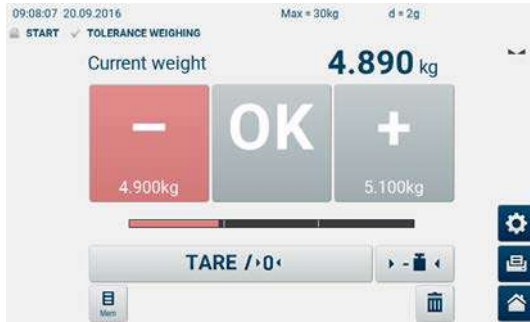 09:08:07 20.09.2016 Max = 30kg d = 2g
START TOLERANCE WEIGHING
Current weight 4.890 kg
− OK +
4.900kg 5.100kg
TARE / →0←
Mem